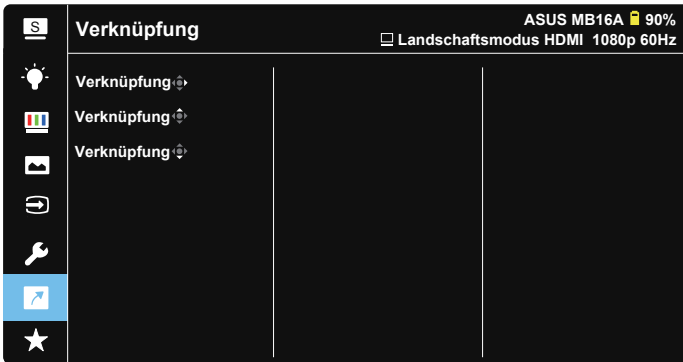 S
Verknüpfung
ASUS MB16A 90%
Landschaftsmodus HDMI 1080p 60Hz
Verknüpfung
Verknüpfung
Verknüpfung